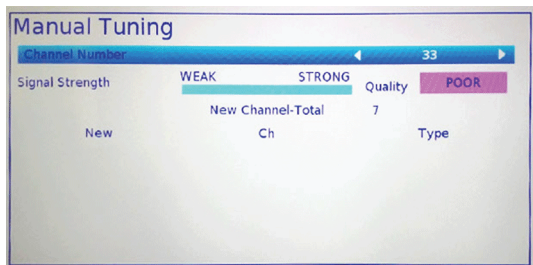 Manual Tuning
Channel Number 33
Signal Strength WEAK STRONG Quality POOR
New Channel-Total 7
New Ch Type